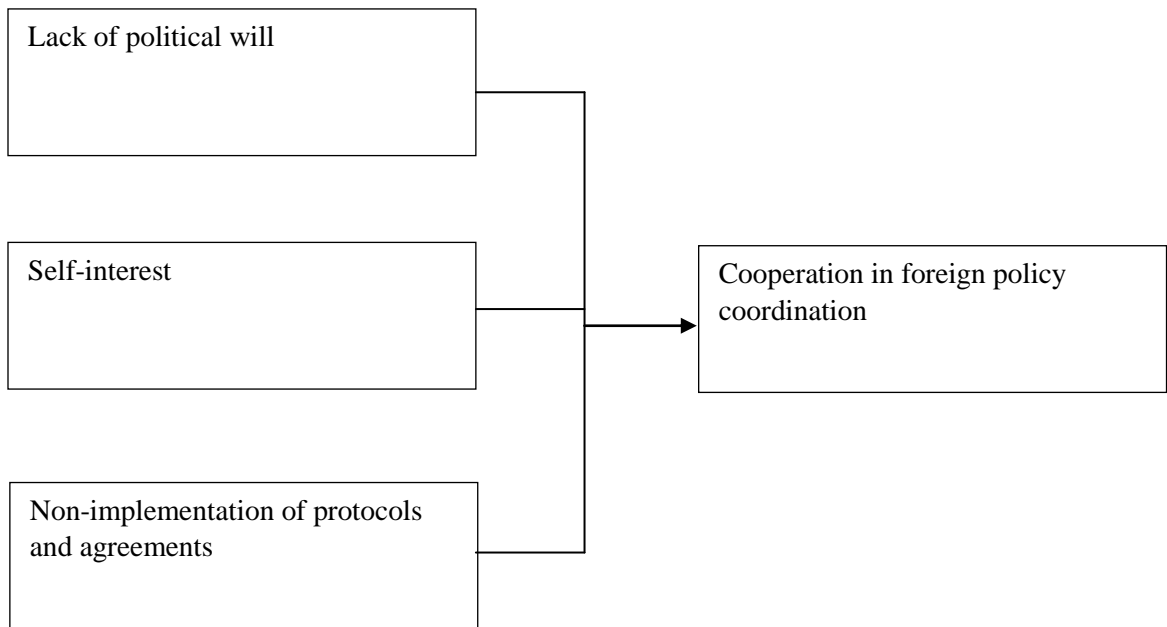 Lack of political will
Self-interest
Cooperation in foreign policy
coordination
Non-implementation of protocols
and agreements